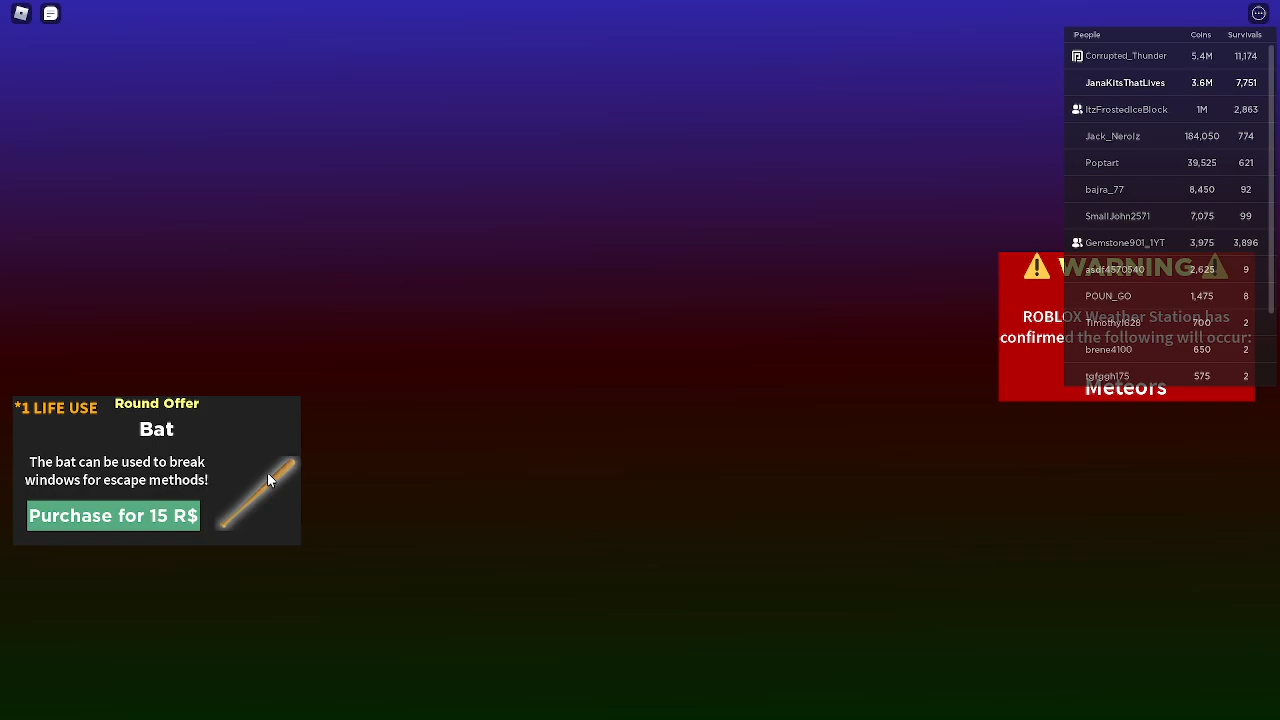 People Coins Survivals
Corrupted_Thunder 5.4M 11,174
JanaKitsThatLives 3.6M 7,751
ItzFrostedIceBlock 1M 2,863
Jack_Nerolz 184,050 774
Poptart 39,525 621
bajra_77 8,450 92
SmallJohn2571 7,075 99
Gemstone901_1YT 3,975 3,896
asdf4570540 2,625 9
POUN_GO 1,475 8
700 2
brene4100 650 2
tgfggh175 575 2
WARNING
ROBLOX Weather Station has
confirmed the following will occur:
Meteors
*1 LIFE USE
Round Offer
Bat
The bat can be used to break
windows for escape methods!
Purchase for 15 R$